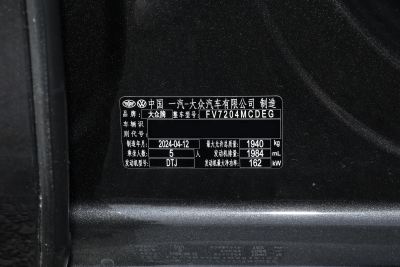 中国 一汽-大众汽车有限公司 制造
品牌: 大众牌 整车型号: FV7204MCDEG
车辆识别代号:
制造年月: 2024-04-12 最大允许总质量: 1940 kg
乘坐人数: 5 人 发动机排量: 1984 mL
发动机型号: DTJ 发动机最大净功率: 162 kW